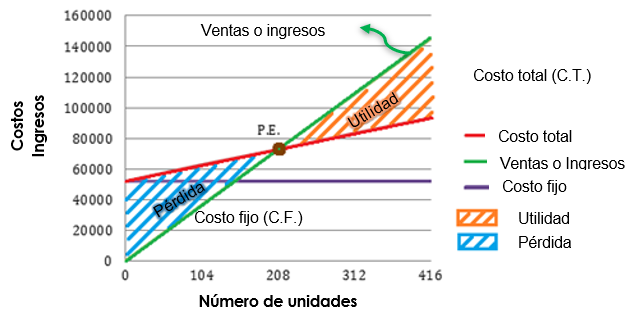 160000
140000
120000
100000
80000
60000
40000
20000
0
Costos
Ingresos
Ventas o ingresos
P.E.
Utilidad
Pérdida
Costo fijo (C.F.)
0 104 208 312 416
Número de unidades
Costo total (C.T.)
Costo total
Ventas o Ingresos
Costo fijo
Utilidad
Pérdida